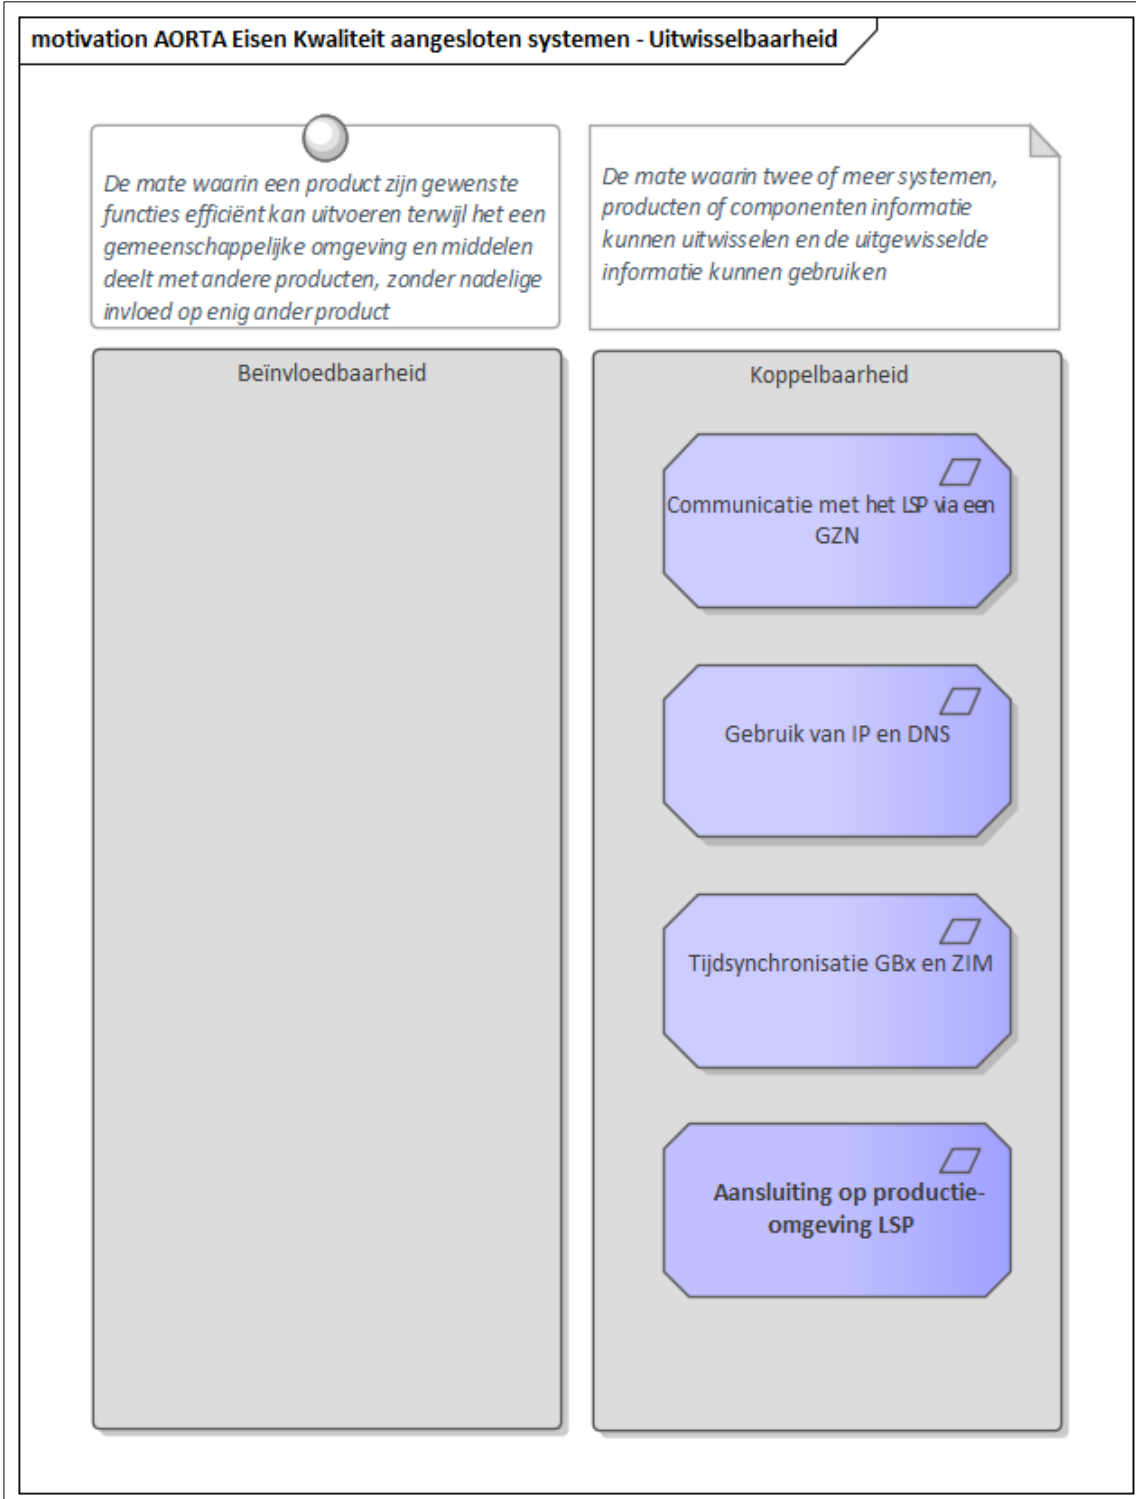 motivation AORTA Eisen Kwaliteit aangesloten systemen - Uitwisselbaarheid
De mate waarin een product zijn gewenste
functies efficiënt kan uitvoeren terwijl het een
gemeenschappelijke omgeving en middelen
deelt met andere producten, zonder nadelige
invloed op enig ander product
De mate waarin twee of meer systemen,
producten of componenten informatie
kunnen uitwisselen en de uitgewisselde
informatie kunnen gebruiken
Beïnvloedbaarheid
Koppelbaarheid
Communicatie met het LSP via een
GZN
Gebruik van IP en DNS
Tijdsynchronisatie GBx en ZIM
Aansluiting op productie-
omgeving LSP